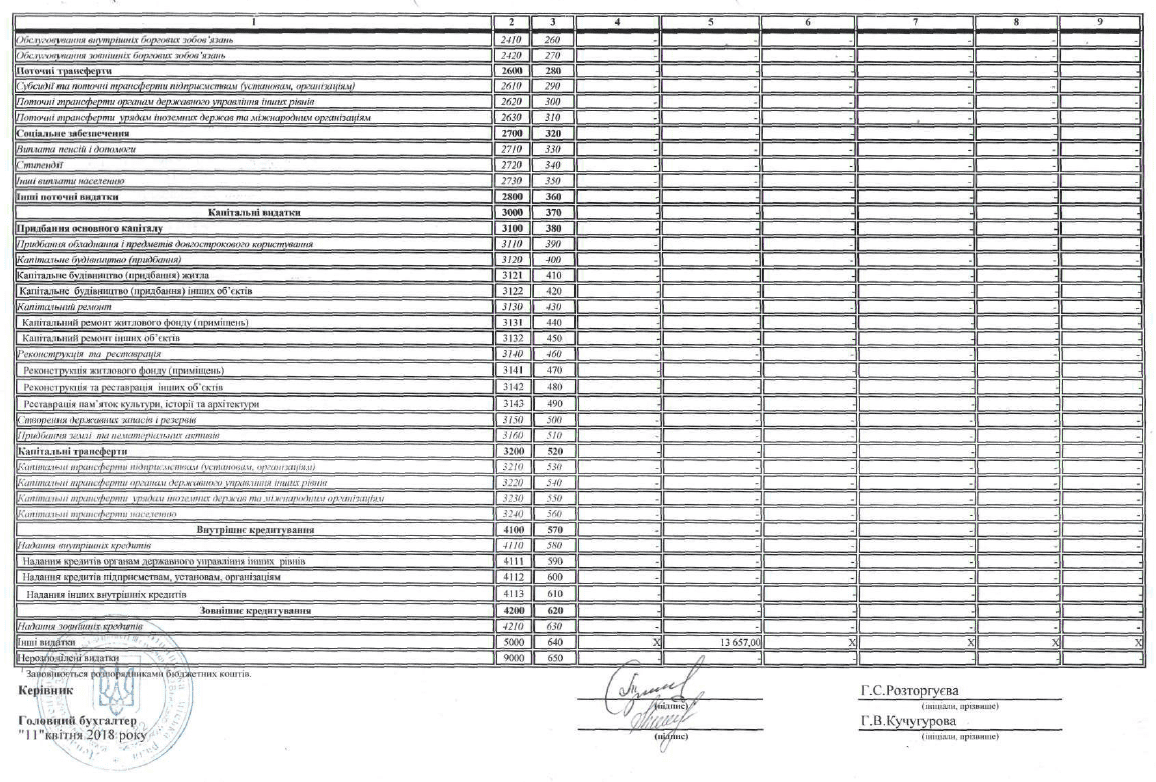 1 2 3 4 5 6 7 8 9
Обслуговування внутрішніх боргових зобов'язань 2410 260 - - - - - -
Обслуговування зовнішніх боргових зобов'язань 2420 270 - - - - - -
Поточні трансферти 2600 280 - - - - - -
Субсидії та поточні трансферти підприємствам (установам, організаціям) 2610 290 - - - - - -
Поточні трансферти органам державного управління інших рівнів 2620 300 - - - - - -
Поточні трансферти урядам іноземних держав та міжнародним організаціям 2630 310 - - - - - -
Соціальне забезпечення 2700 320 - - - - - -
Виплата пенсій і допомоги 2710 330 - - - - - -
Стипендії 2720 340 - - - - - -
Інші виплати населенню 2730 350 - - - - - -
Інші поточні видатки 2800 360 - - - - - -
Капітальні видатки 3000 370 - - - - - -
Придбання основного капіталу 3100 380 - - - - - -
Придбання обладнання і предметів довгострокового користування 3110 390 - - - - - -
Капітальне будівництво (придбання) 3120 400 - - - - - -
Капітальне будівництво (придбання) житла 3121 410 - - - - - -
Капітальне будівництво (придбання) інших об'єктів 3122 420 - - - - - -
Капітальний ремонт 3130 430 - - - - - -
Капітальний ремонт житлового фонду (приміщень) 3131 440 - - - - - -
Капітальний ремонт інших об'єктів 3132 450 - - - - - -
Реконструкція та реставрація 3140 460 - - - - - -
Реконструкція житлового фонду (приміщень) 3141 470 - - - - - -
Реконструкція та реставрація інших об'єктів 3142 480 - - - - - -
Реставрація пам'яток культури, історії та архітектури 3143 490 - - - - - -
Створення державних запасів і резервів 3150 500 - - - - - -
Придбання землі та нематеріальних активів 3160 510 - - - - - -
Капітальні трансферти 3200 520 - - - - - -
Капітальні трансферти підприємствам (установам, організаціям) 3210 530 - - - - - -
Капітальні трансферти органам державного управління інших рівнів 3220 540 - - - - - -
Капітальні трансферти урядам іноземних держав та міжнародним організаціям 3230 550 - - - - - -
Капітальні трансферти населенню 3240 560 - - - - - -
Внутрішнє кредитування 4100 570 - - - - - -
Надання внутрішніх кредитів 4110 580 - - - - - -
Надання кредитів органам державного управління інших рівнів 4111 590 - - - - - -
Надання кредитів підприємствам, установам, організаціям 4112 600 - - - - - -
Надання інших внутрішніх кредитів 4113 610 - - - - - -
Зовнішнє кредитування 4200 620 - - - - - -
Надання зовнішніх кредитів 4210 630 - - - - - -
Інші видатки 5000 640 X 13 657,00 X X X X
Нерозподілені видатки 9000 650 - - - - - -
¹ Заповнюється розпорядниками бюджетних коштів.
Керівник Г.С.Розторгуєва
(підпис) (ініціали, прізвище)
Головний бухгалтер Г.В.Кучугурова
"11"квітня 2018 року (підпис) (ініціали, прізвище)